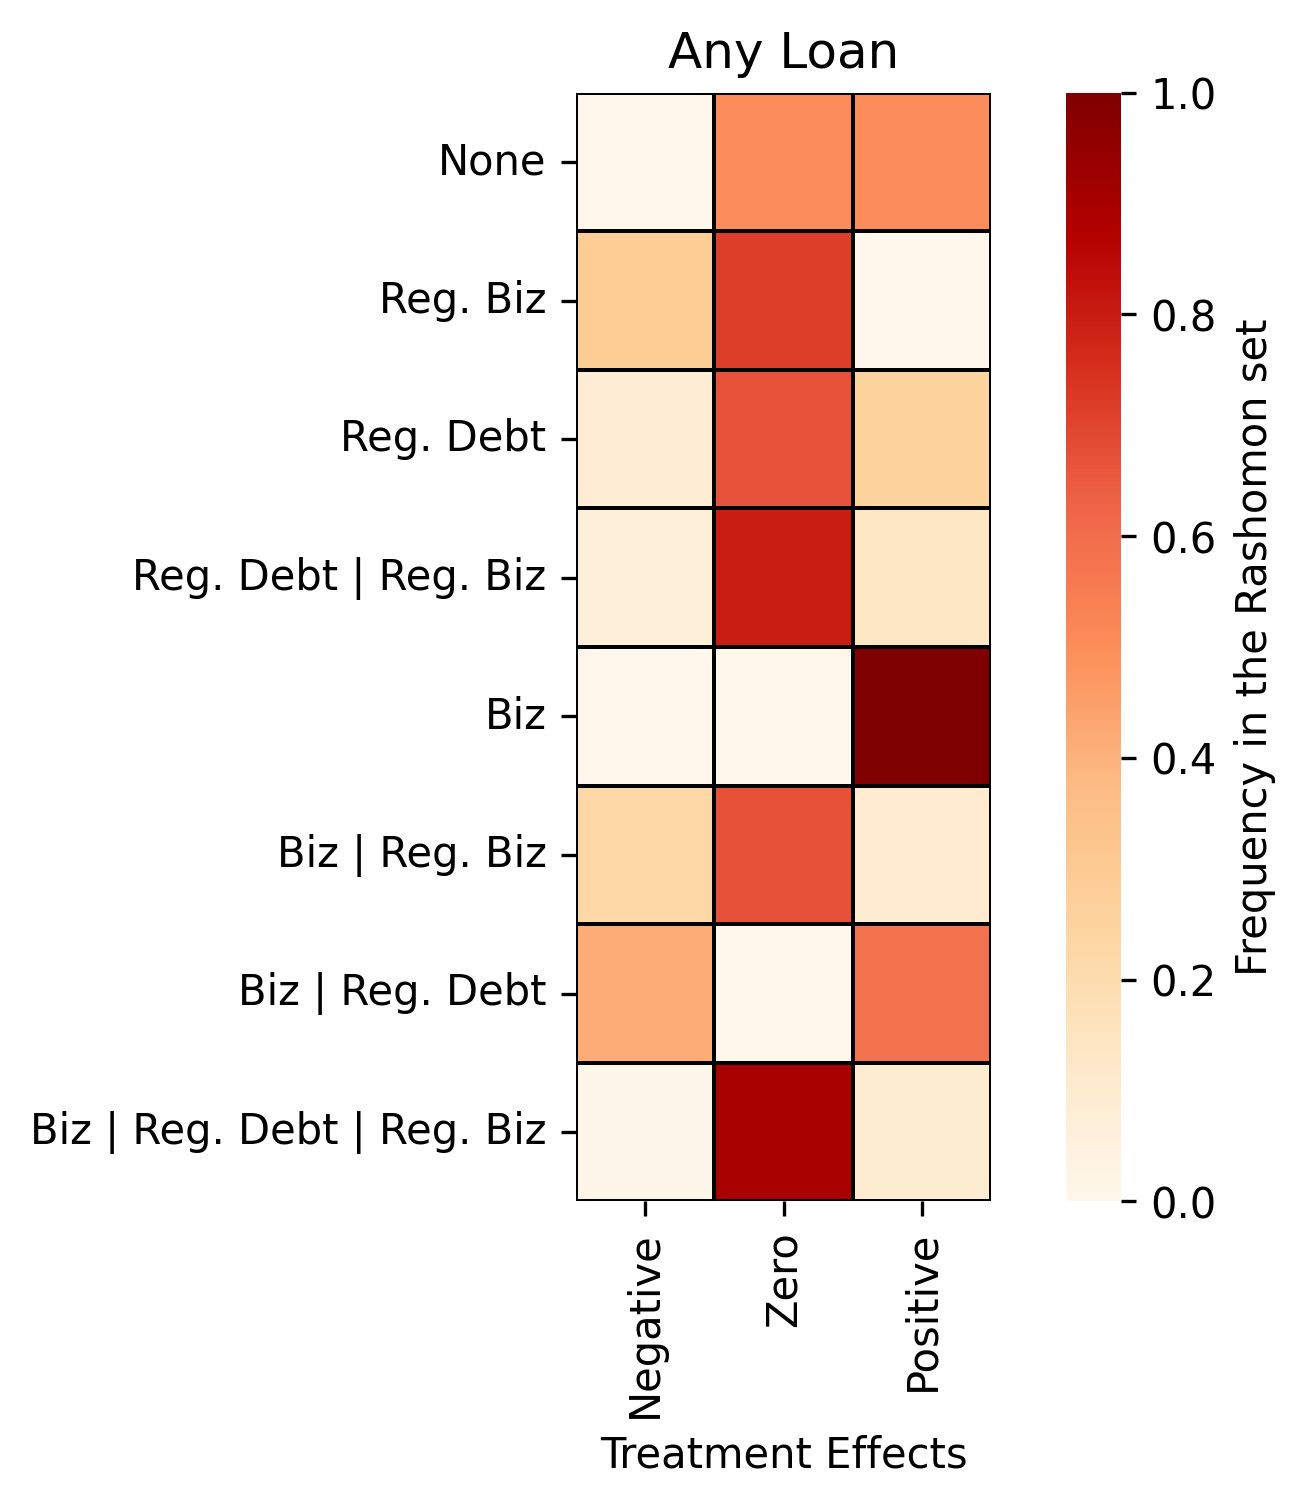 Any Loan
None
Reg. Biz
Reg. Debt
Reg. Debt | Reg. Biz
Biz
Biz | Reg. Biz
Biz | Reg. Debt
Biz | Reg. Debt | Reg. Biz
Negative
Zero
Positive
Treatment Effects
1.0
0.8
0.6
0.4
0.2
0.0
Frequency in the Rashomon set